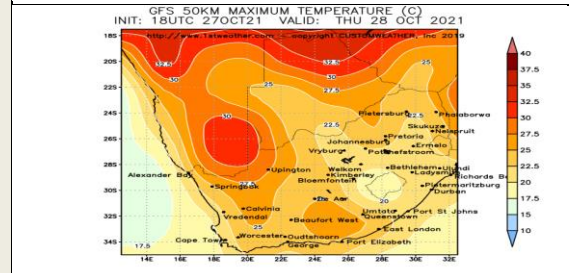 GFS 50KM MAXIMUM TEMPERATURE (C)
INIT: 18UTC 27OCT21 VALID: THU 28 OCT 2021
http://www.1stweather.com :: copyright CUSTOMWEATHER, Inc 2019
18S
20S
22S
24S
26S
28S
30S
32S
34S
14E 16E 18E 20E 22E 24E 26E 28E 30E 32E
32.5
32.5
30
30
25
25
27.5
22.5
22.5
30
20
25
17.5
Pietersburg
Phalaborwa
Skukuza
Nelspruit
Pretoria
Johannesburg
Ermelo
Vryburg
Potchefstroom
Welkom
Bethlehem
Ulundi
Upington
Kimberley
Ladysmith
Richards B
Alexander Bay
Bloemfontein
Springbok
Pietermaritzburg
Durban
De Aar
Calvinia
Umtata
Port St Johns
Vredendal
Beaufort West
Queenstown
East London
Cape Town
Worcester
Oudtshoorn
George
Port Elizabeth
40
37.5
35
32.5
30
27.5
25
22.5
20
17.5
15
10